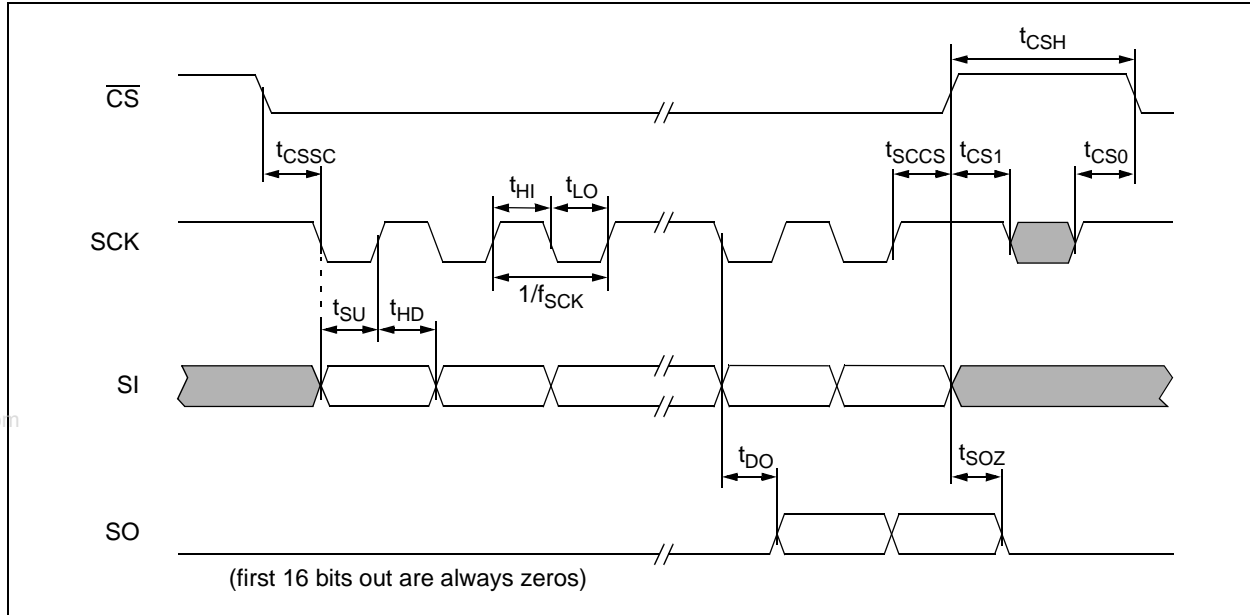 tCSH
CS
tCSSC
tSCCS
tCS1
tCS0
tHI
tLO
SCK
1/fSCK
tSU
tHD
SI
om
tDO
tSOZ
SO
(first 16 bits out are always zeros)